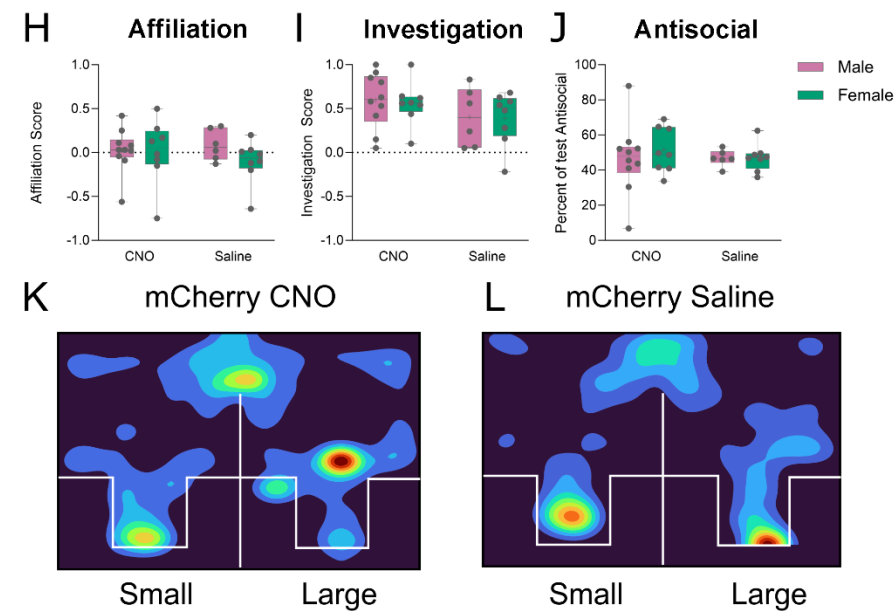 H Affiliation
Affiliation Score
1.0
0.5
0.0
-0.5
-1.0
CNO Saline
I Investigation
Investigation Score
1.0
0.5
0.0
0.5
-1.0
CNO Saline
J Antisocial
Percent of test Antisocial
100
80
60
40
20
0
CNO Saline
Male
Female
K mCherry CNO
Small Large
L mCherry Saline
Small Large